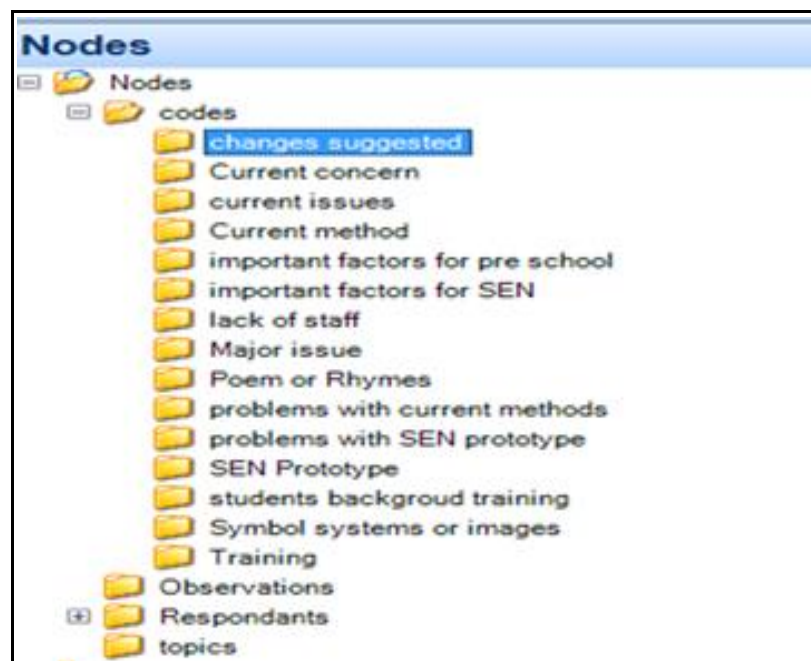 Nodes
Nodes
codes
changes suggested
Current concern
current issues
Current method
important factors for pre school
important factors for SEN
lack of staff
Major issue
Poem or Rhymes
problems with current methods
problems with SEN prototype
SEN Prototype
students backgroud training
Symbol systems or images
Training
Observations
Respondants
topics